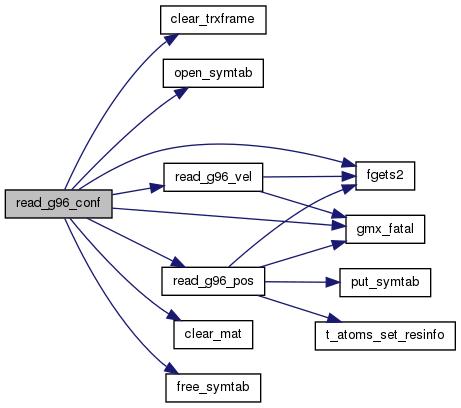 clear_trxframe
open_symtab
read_g96_vel
fgets2
read_g96_conf
gmx_fatal
read_g96_pos
put_symtab
clear_mat
t_atoms_set_resinfo
free_symtab